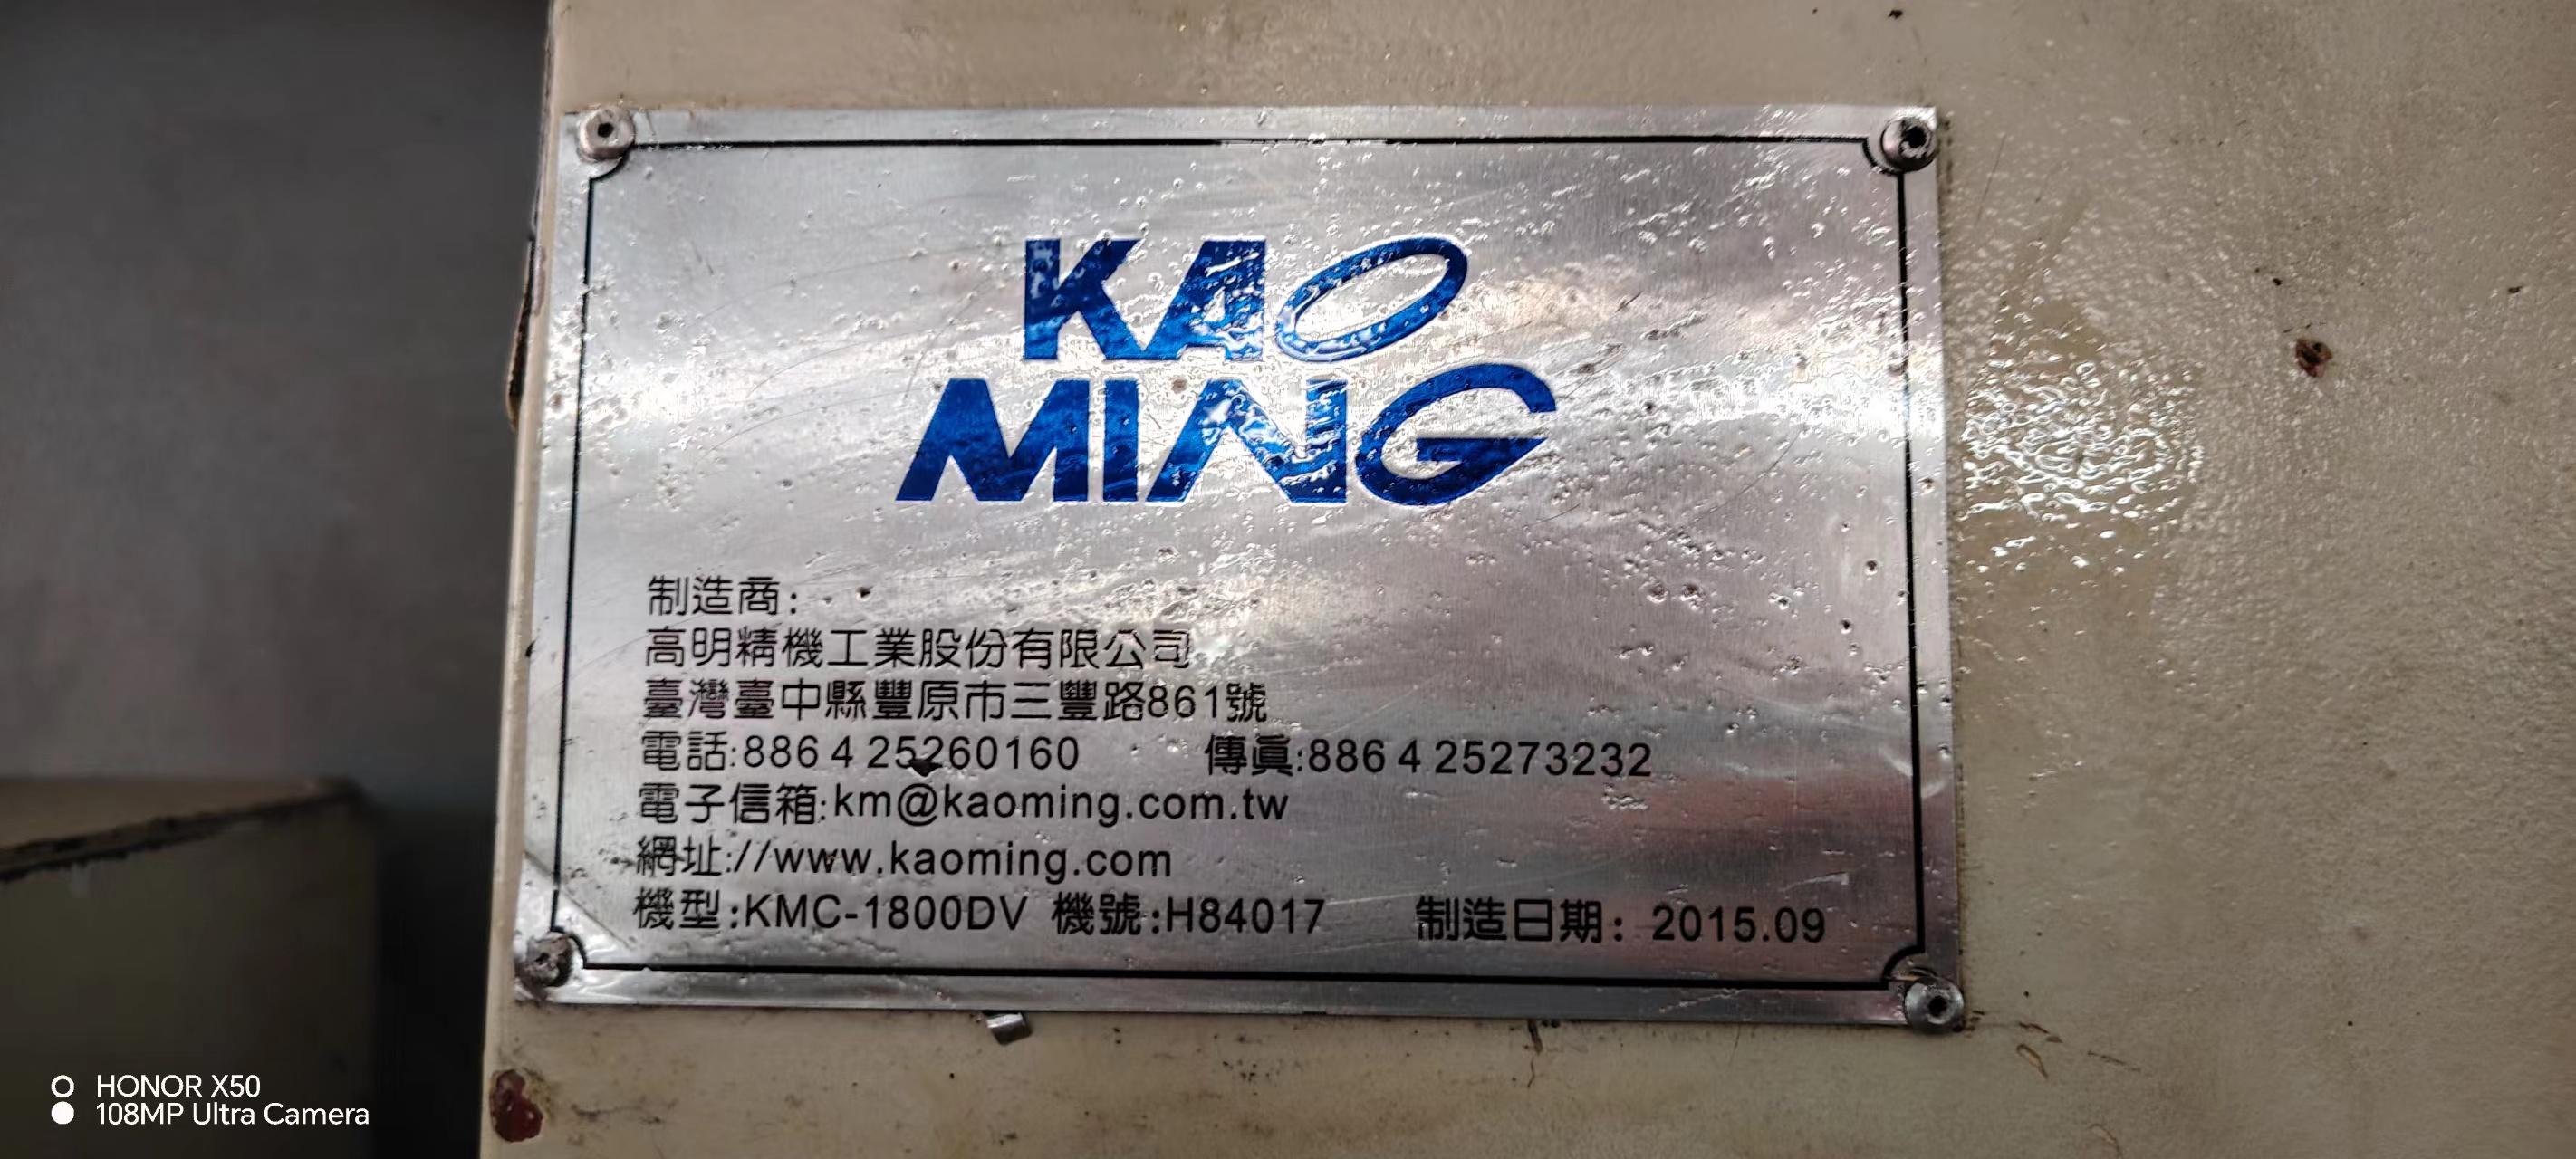 KAO
MING
制造商:
高明精機工業股份有限公司
臺灣臺中縣豐原市三豐路861號
電話:886 4 25260160 傳真:886 4 25273232
電子信箱:km@kaoming.com.tw
網址://www.kaoming.com
機型:KMC-1800DV 機號:H84017 制造日期: 2015.09
HONOR X50
108MP Ultra Camera